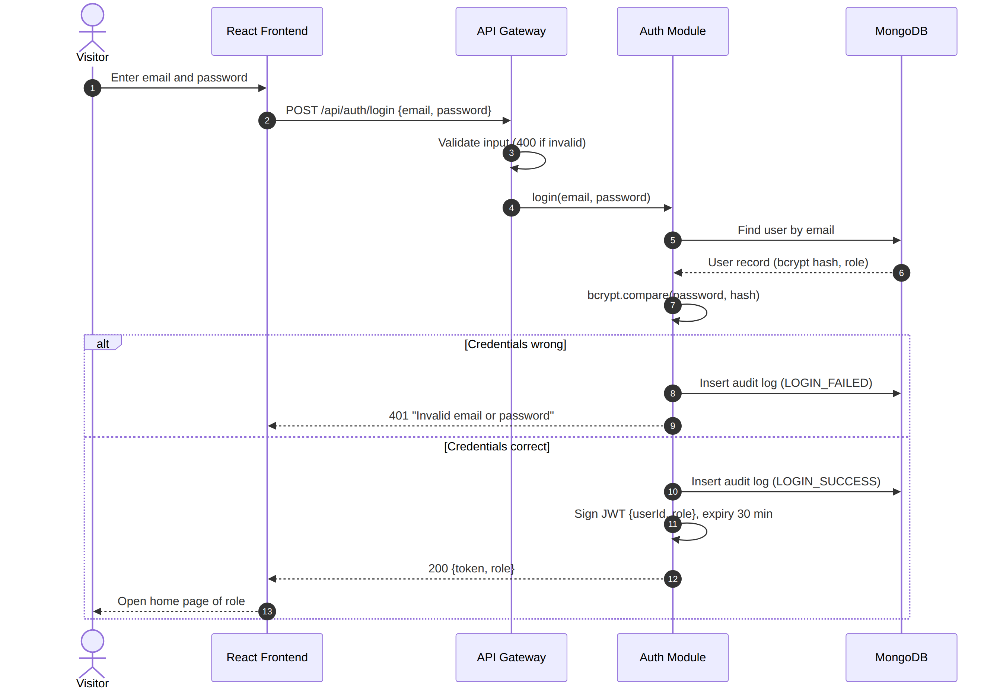 Visitor
React Frontend
API Gateway
Auth Module
MongoDB
Enter email and password
1
POST /api/auth/login {email, password}
2
Validate input (400 if invalid)
3
login(email, password)
4
Find user by email
5
User record (bcrypt hash, role)
6
bcrypt.compare(password, hash)
7
alt
[Credentials wrong]
Insert audit log (LOGIN_FAILED)
8
401 "Invalid email or password"
9
[Credentials correct]
Insert audit log (LOGIN_SUCCESS)
10
Sign JWT {userId, role}, expiry 30 min
11
200 {token, role}
12
Open home page of role
13
Visitor
React Frontend
API Gateway
Auth Module
MongoDB